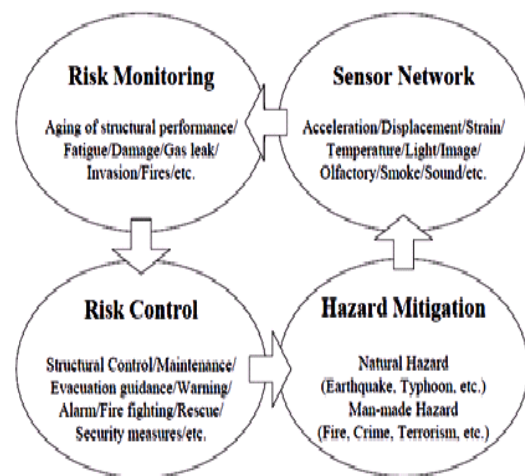 Risk Monitoring
Aging of structural performance/
Fatigue/Damage/Gas leak/
Invasion/Fires/etc.
Sensor Network
Acceleration/Displacement/Strain/
Temperature/Light/Image/
Olfactory/Smoke/Sound/etc.
Risk Control
Structural Control/Maintenance/
Evacuation guidance/Warning/
Alarm/Fire fighting/Rescue/
Security measures/etc.
Hazard Mitigation
Natural Hazard
(Earthquake, Typhoon, etc.)
Man-made Hazard
(Fire, Crime, Terrorism, etc.)